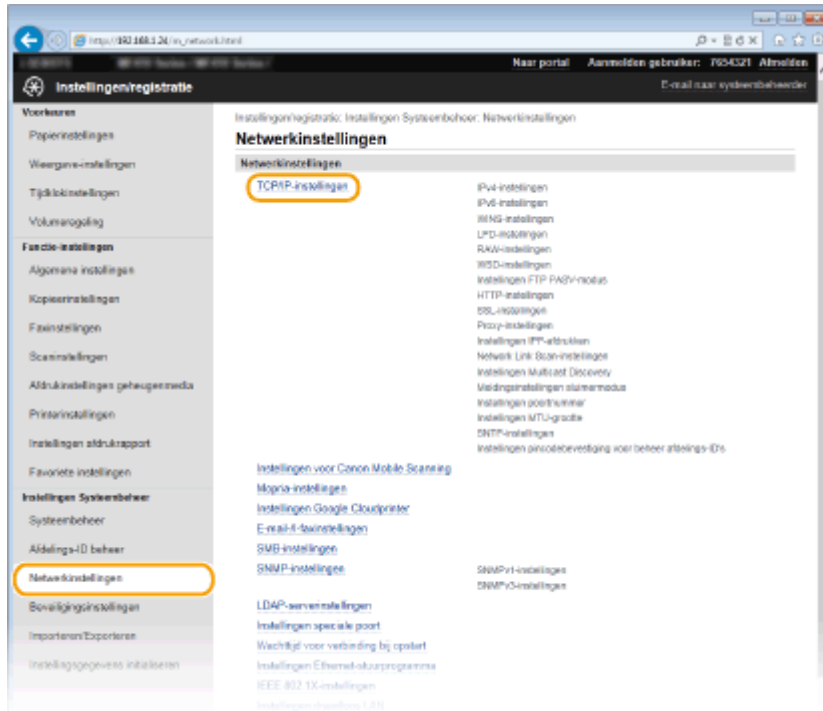 http://192.168.1.24/m_network.html
Naar portal Aanmelden gebruiker: 7654321 Afmelden
Instellingen/registratie
E-mail naar systeembeheerder
Voorkeuren
Papierinstellingen
Weergave-instellingen
Tijdklokinstellingen
Volumeregeling
Functie-instellingen
Algemene instellingen
Kopieerinstellingen
Faxinstellingen
Scaninstellingen
Afdrukinstellingen geheugenmedia
Printerinstellingen
Instellingen afdrukrapport
Favoriete instellingen
Instellingen Systeembeheer
Systeembeheer
Afdelings-ID beheer
Netwerkinstellingen
Beveiligingsinstellingen
Importeren/Exporteren
Instellingsgegevens initialiseren
Instellingen/registratie: Instellingen Systeembeheer: Netwerkinstellingen
Netwerkinstellingen
Netwerkinstellingen
TCP/IP-instellingen
IPv4-instellingen
IPv6-instellingen
WINS-instellingen
LPD-instellingen
RAW-instellingen
WSD-instellingen
Instellingen FTP PASV-modus
HTTP-instellingen
SSL-instellingen
Proxy-instellingen
Instellingen IPP-afdrukken
Network Link Scan-instellingen
Instellingen Multicast Discovery
Meldingsinstellingen sluimermodus
Instellingen poortnummer
Instellingen MTU-grootte
SNTP-instellingen
Instellingen pincodebevestiging voor beheer afdelings-ID's
Instellingen voor Canon Mobile Scanning
Mopria-instellingen
Instellingen Google Cloudprinter
E-mail-/I-faxinstellingen
SMB-instellingen
SNMP-instellingen
SNMPv1-instellingen
SNMPv3-instellingen
LDAP-serverinstellingen
Instellingen speciale poort
Wachttijd voor verbinding bij opstart
Instellingen Ethernet-stuurprogramma
IEEE 802.1X-instellingen
Instellingen draadloos LAN